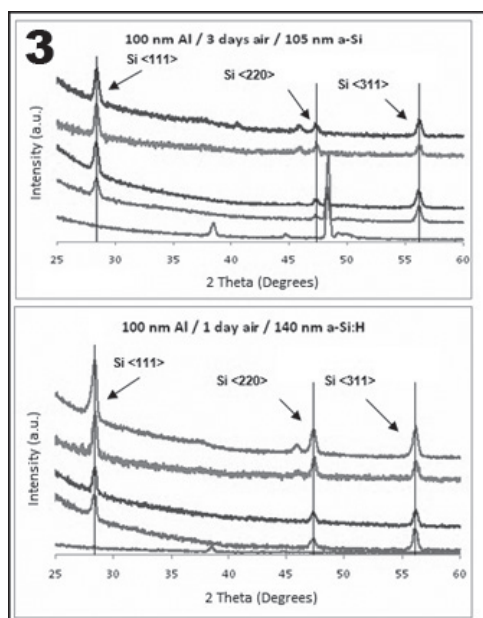 3
100 nm Al / 3 days air / 105 nm a-Si
Si <111>
Si <220>
Si <311>
Intensity (a.u.)
25 30 35 40 45 50 55 60
2 Theta (Degrees)
100 nm Al / 1 day air / 140 nm a-Si:H
Si <111>
Si <220>
Si <311>
Intensity (a.u.)
25 30 35 40 45 50 55 60
2 Theta (Degrees)